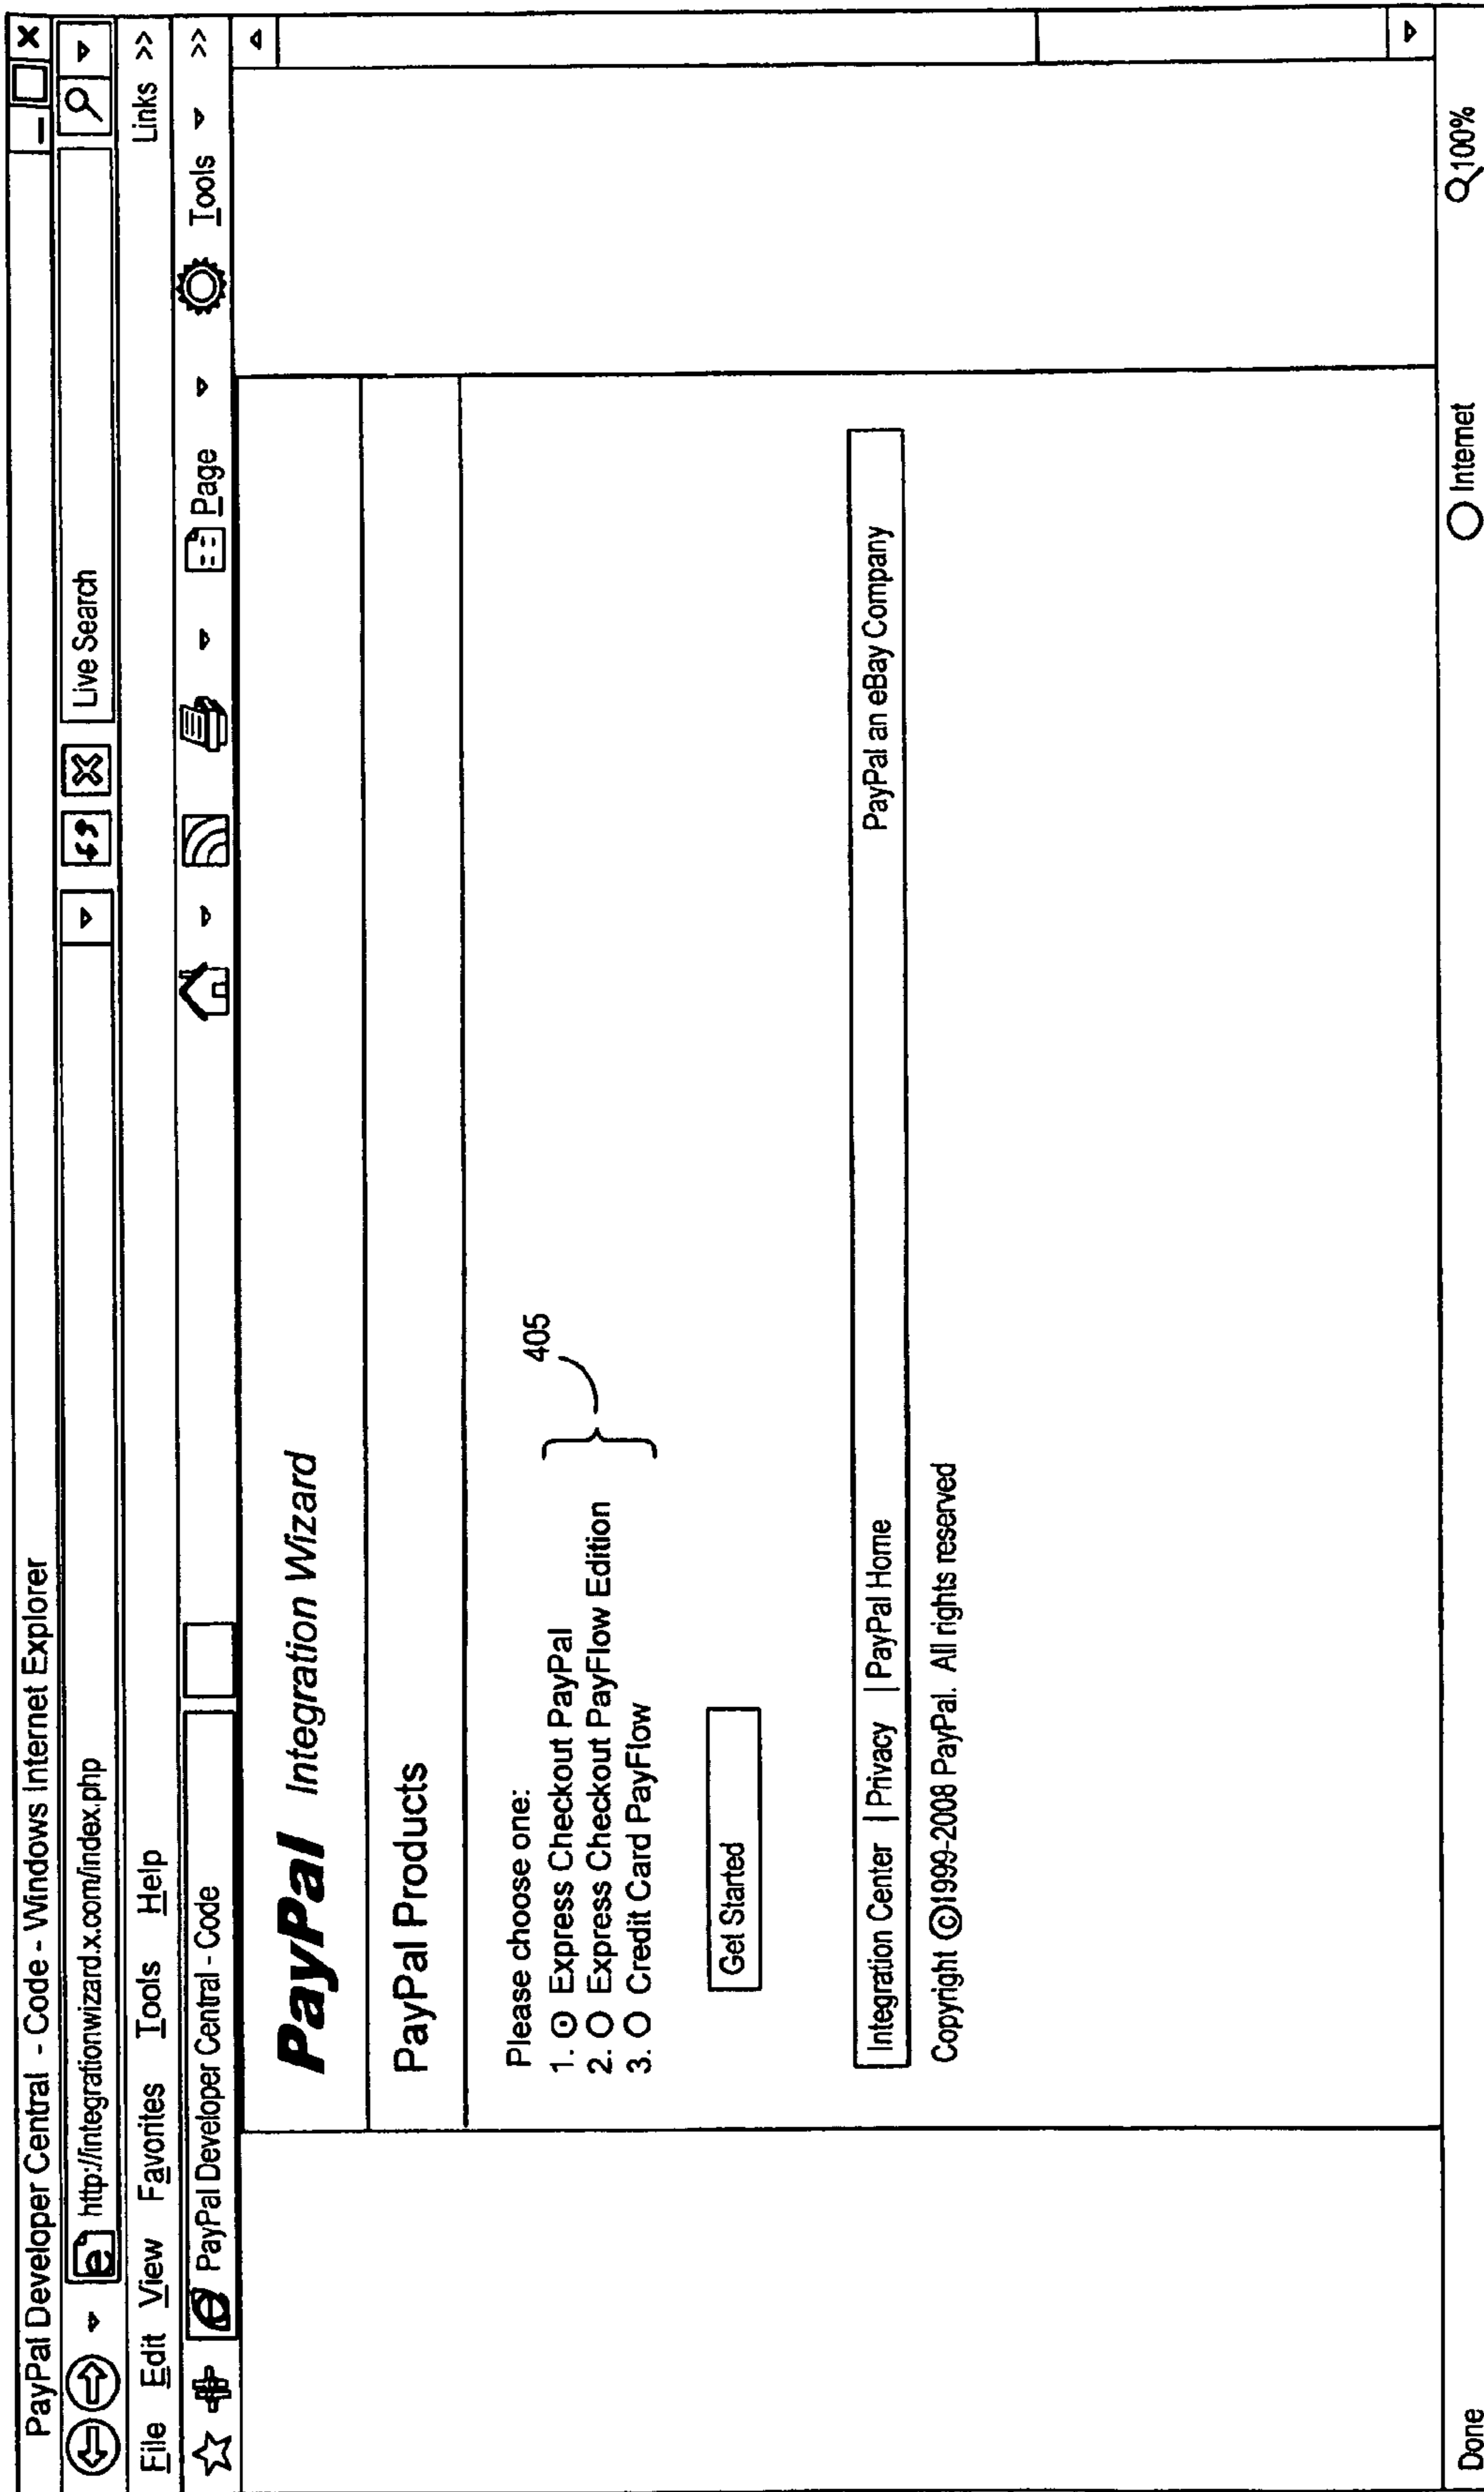 PayPal Developer Central - Code - Windows Internet Explorer
http://integrationwizard.x.com/index.php
Live Search
File Edit View Favorites Tools Help
Links >>
PayPal Developer Central - Code
Page
Tools >>
PayPal Integration Wizard
PayPal Products
Please choose one:
1. Express Checkout PayPal
2. Express Checkout PayFlow Edition
3. Credit Card PayFlow
405
Get Started
Integration Center | Privacy | PayPal Home
PayPal an eBay Company
Copyright ©1999-2008 PayPal. All rights reserved
Done
Internet
100%